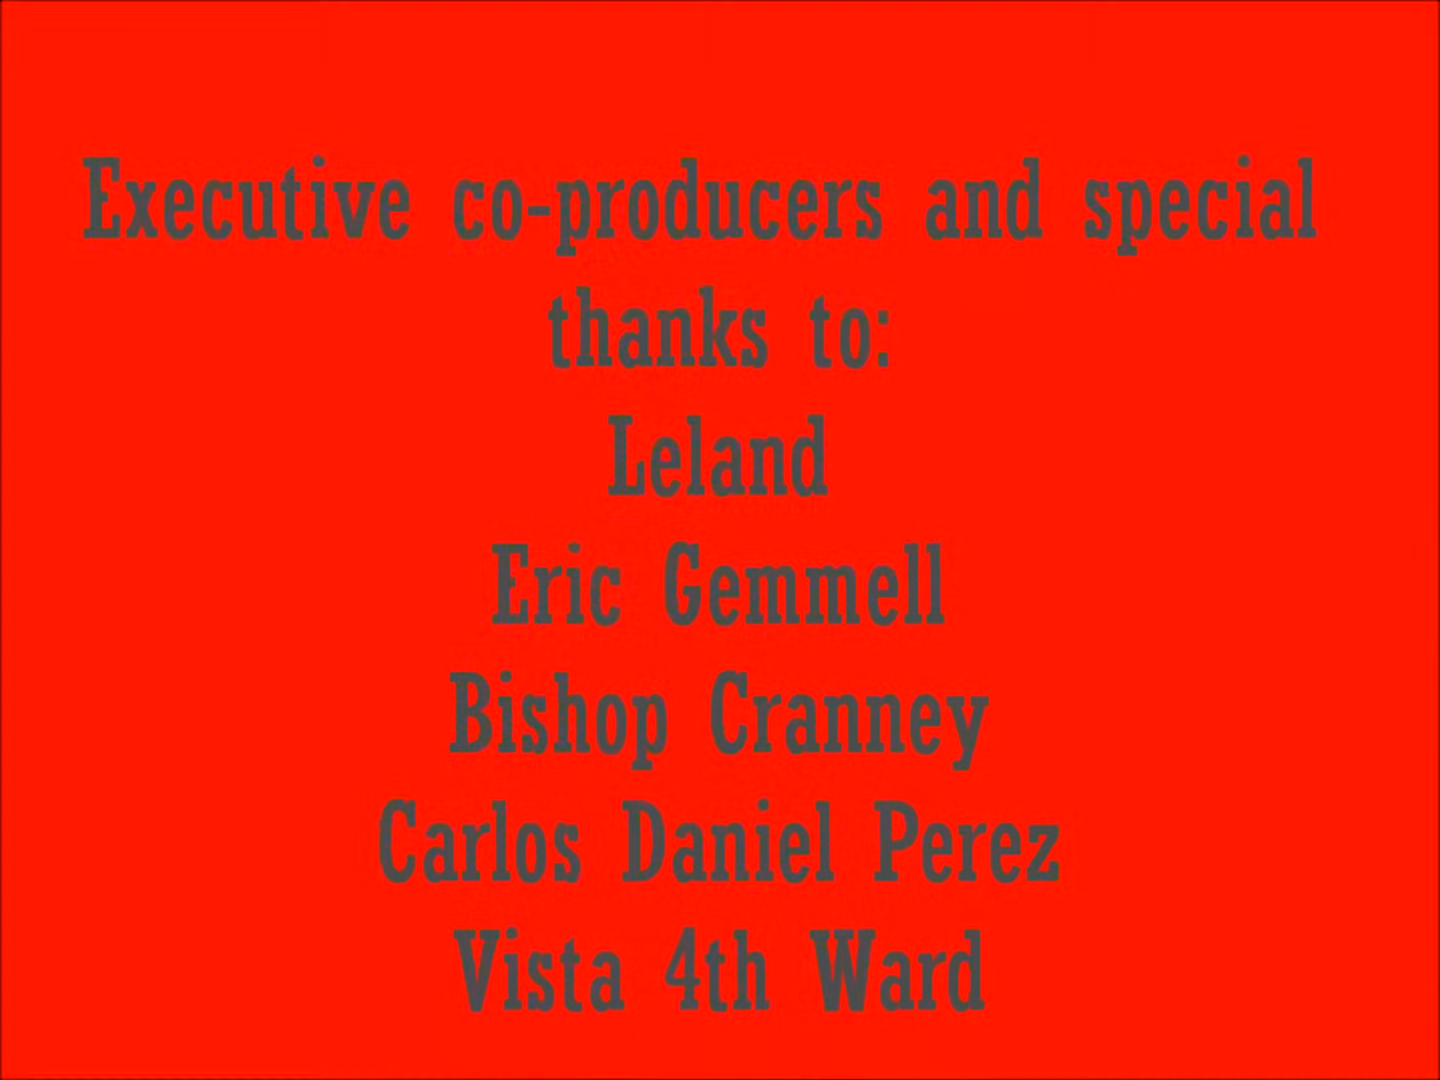 Executive co-producers and special
thanks to:
Leland
Eric Gemmell
Bishop Cranney
Carlos Daniel Perez
Vista 4th Ward